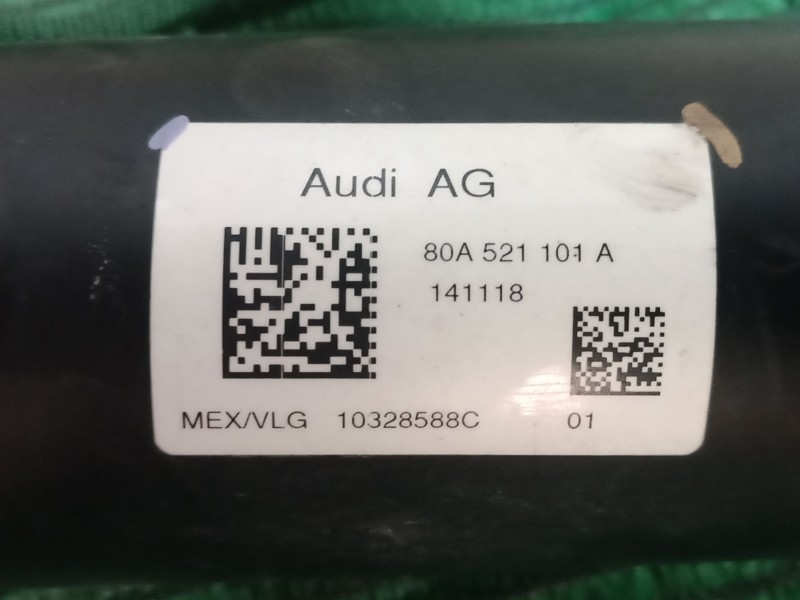 Audi AG
80A 521 101 A
141118
MEX/VLG 10328588C 01